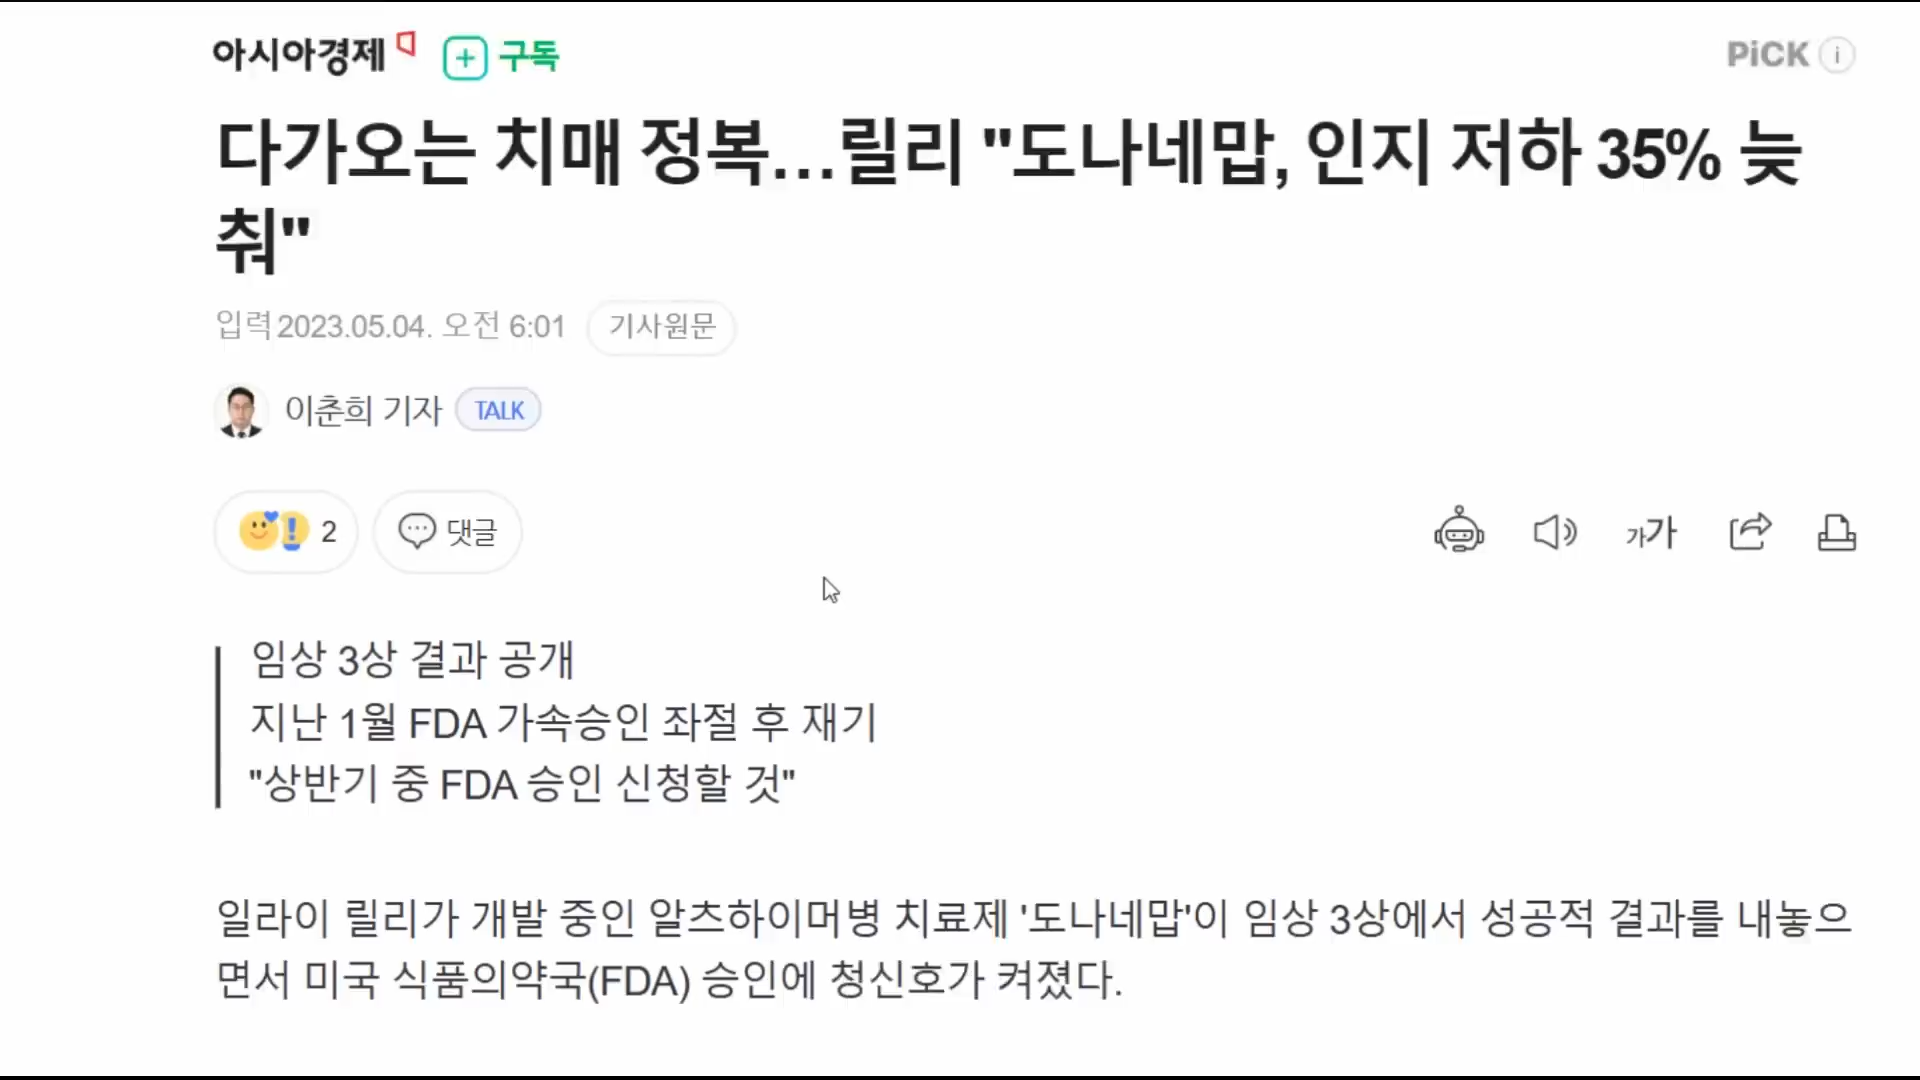 아시아경제 구독 PiCK
다가오는 치매 정복...릴리 "도나네맙, 인지 저하 35% 늦
춰"
입력 2023.05.04. 오전 6:01 기사원문
이춘희 기자 TALK
2 댓글 가가
임상 3상 결과 공개
지난 1월 FDA 가속승인 좌절 후 재기
"상반기 중 FDA 승인 신청할 것"
일라이 릴리가 개발 중인 알츠하이머병 치료제 '도나네맙'이 임상 3상에서 성공적 결과를 내놓으
면서 미국 식품의약국(FDA) 승인에 청신호가 켜졌다.